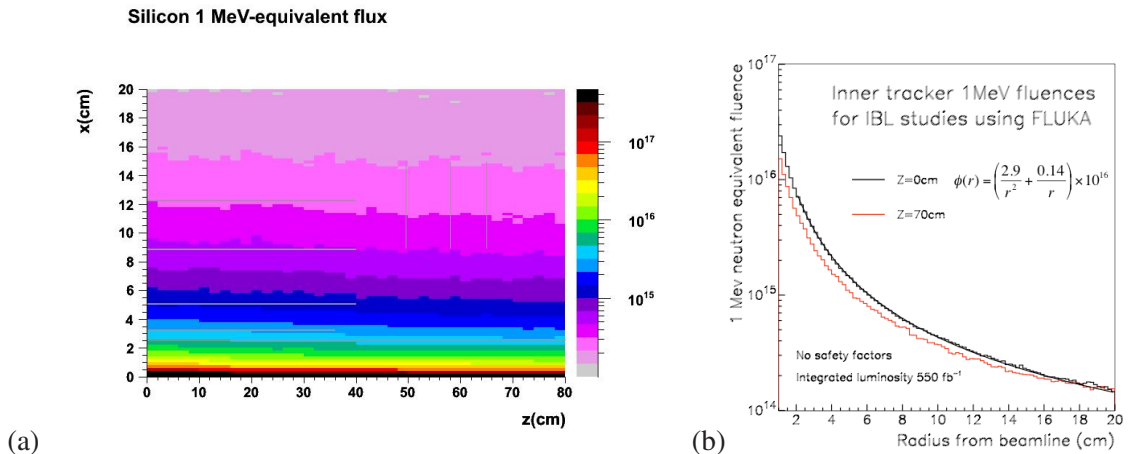 Silicon 1 MeV-equivalent flux
x(cm)
20
18
16
14
12
10
8
6
4
2
0
0 10 20 30 40 50 60 70 80
z(cm)
10^17
10^16
10^15
(a)
1 Mev neutron equivalent fluence
10^17
10^16
10^15
10^14
Inner tracker 1MeV fluences
for IBL studies using FLUKA
Z=0cm φ(r) = (2.9/r^2 + 0.14/r) × 10^16
Z=70cm
No safety factors
Integrated luminosity 550 fb^-1
2 4 6 8 10 12 14 16 18 20
Radius from beamline (cm)
(b)